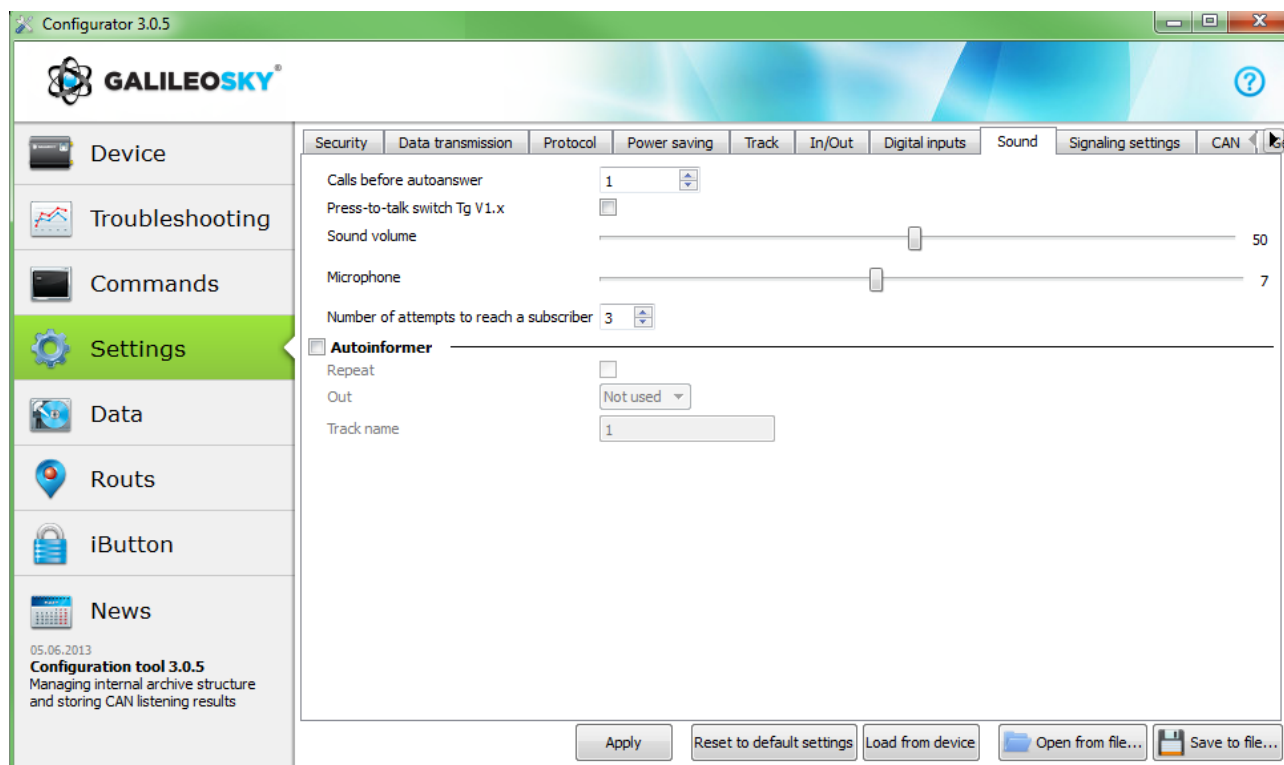 Configurator 3.0.5
GALILEOSKY®
Device
Troubleshooting
Commands
Settings
Data
Routs
iButton
News
05.06.2013
Configuration tool 3.0.5
Managing internal archive structure
and storing CAN listening results
Security Data transmission Protocol Power saving Track In/Out Digital inputs Sound Signaling settings CAN
Calls before autoanswer 1
Press-to-talk switch Tg V1.x
Sound volume 50
Microphone 7
Number of attempts to reach a subscriber 3
Autoinformer
Repeat
Out Not used
Track name 1
Apply Reset to default settings Load from device Open from file... Save to file...